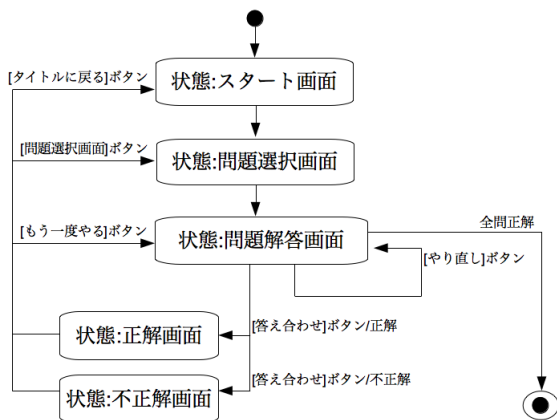 [タイトルに戻る]ボタン
状態:スタート画面
[問題選択画面]ボタン
状態:問題選択画面
[もう一度やる]ボタン
状態:問題解答画面
全問正解
[やり直し]ボタン
状態:正解画面
[答え合わせ]ボタン/正解
状態:不正解画面
[答え合わせ]ボタン/不正解